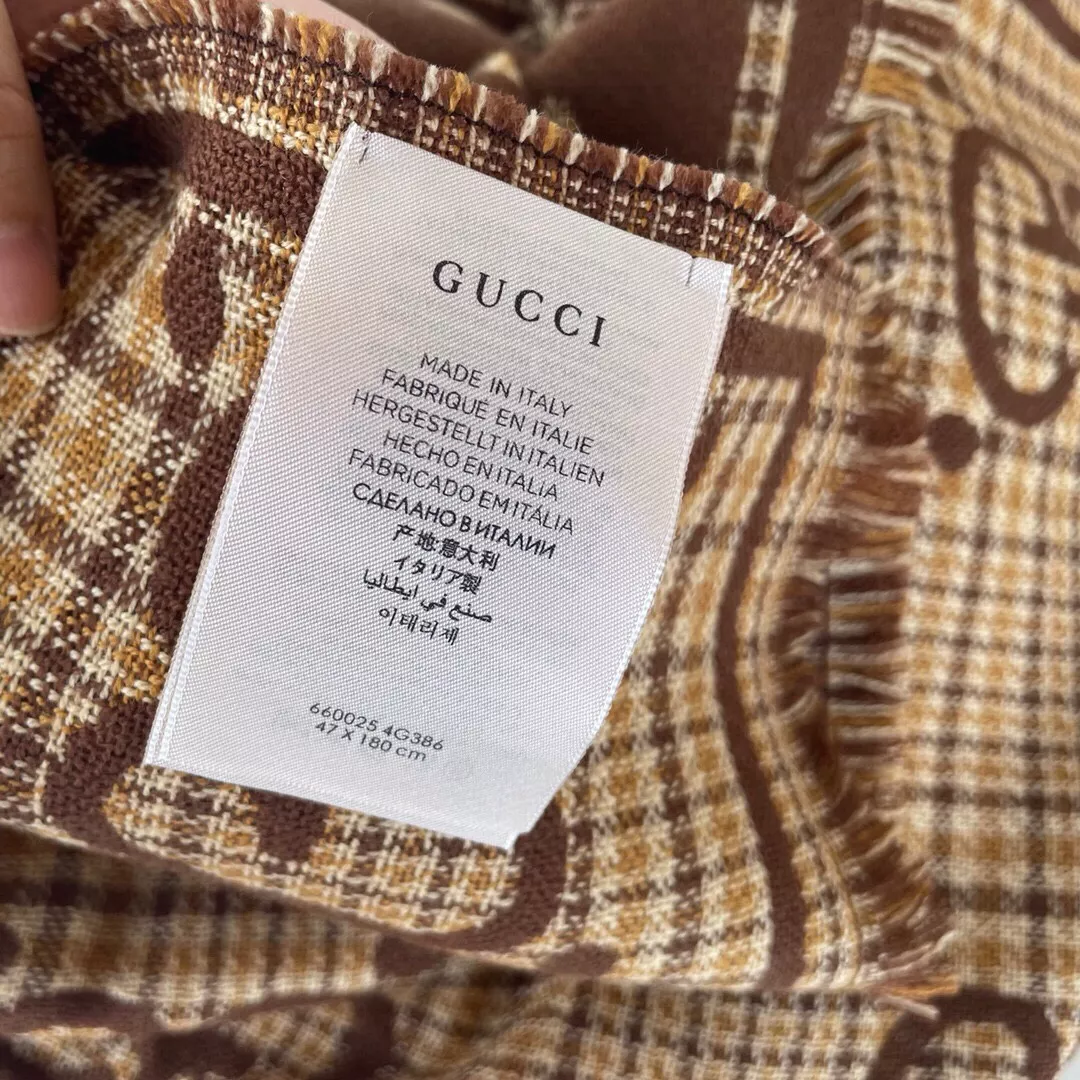 GUCCI
MADE IN ITALY
FABRIQUÉ EN ITALIE
HERGESTELLT IN ITALIEN
HECHO EN ITALIA
FABRICADO EM ITÁLIA
СДЕЛАНО В ИТАЛИИ
产地:意大利
イタリア製
صنع في ايطاليا
이태리제
660025 4G386
47 X 180 cm